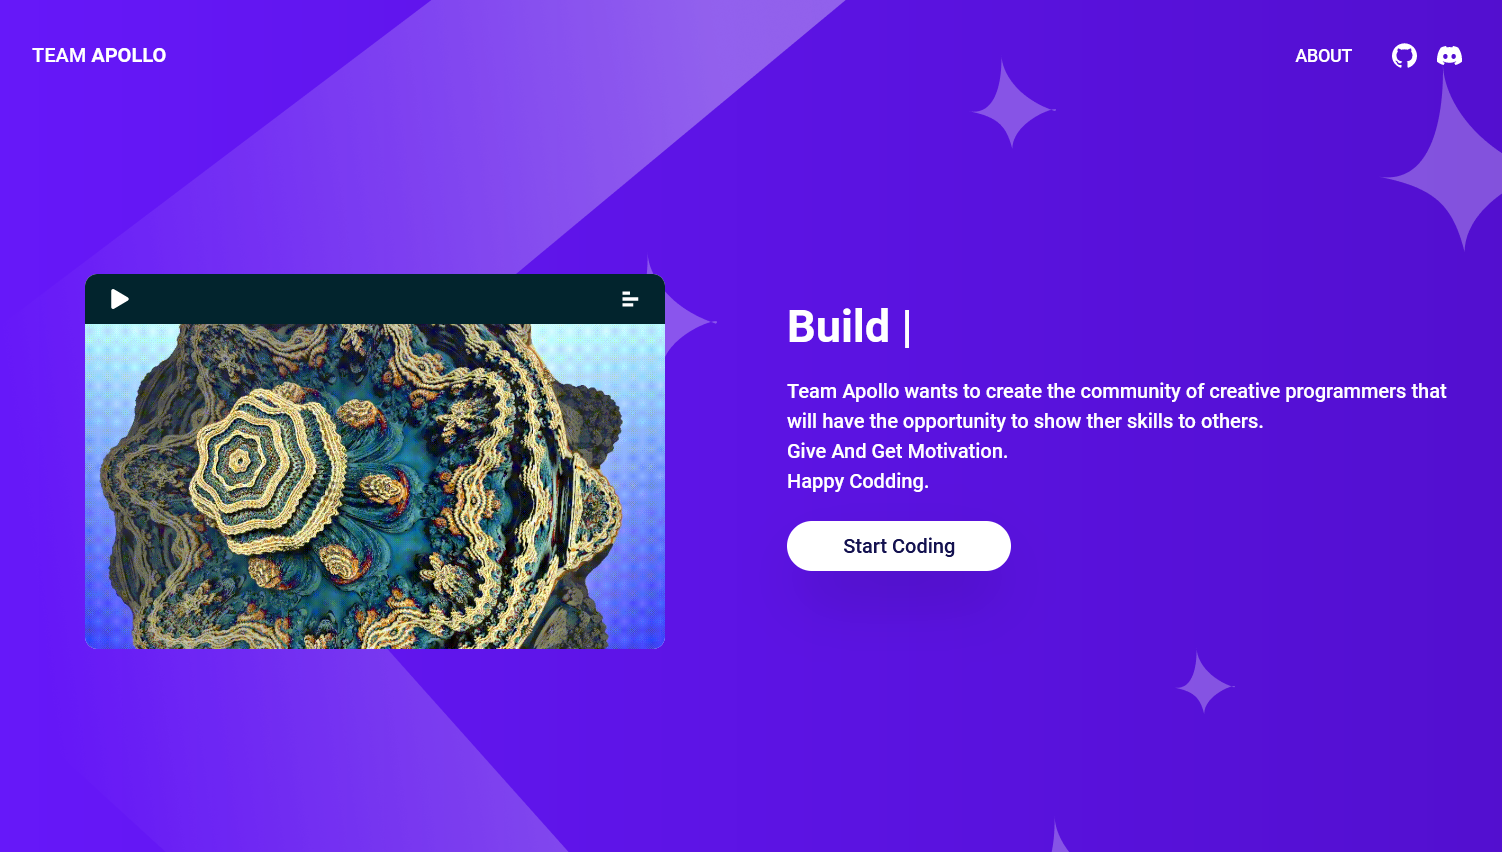 TEAM APOLLO
ABOUT
Build |
Team Apollo wants to create the community of creative programmers that
will have the opportunity to show ther skills to others.
Give And Get Motivation.
Happy Codding.
Start Coding